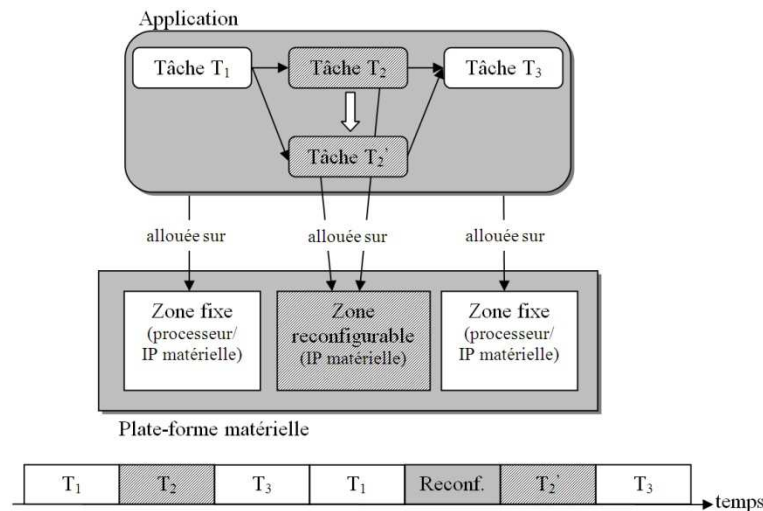 Application
Tâche T₁
Tâche T₂
Tâche T₃
Tâche T₂'
allouée sur
allouée sur
allouée sur
Zone fixe
(processeur/
IP matérielle)
Zone
reconfigurable
(IP matérielle)
Zone fixe
(processeur/
IP matérielle)
Plate-forme matérielle
T₁ T₂ T₃ T₁ Reconf. T₂' T₃
temps